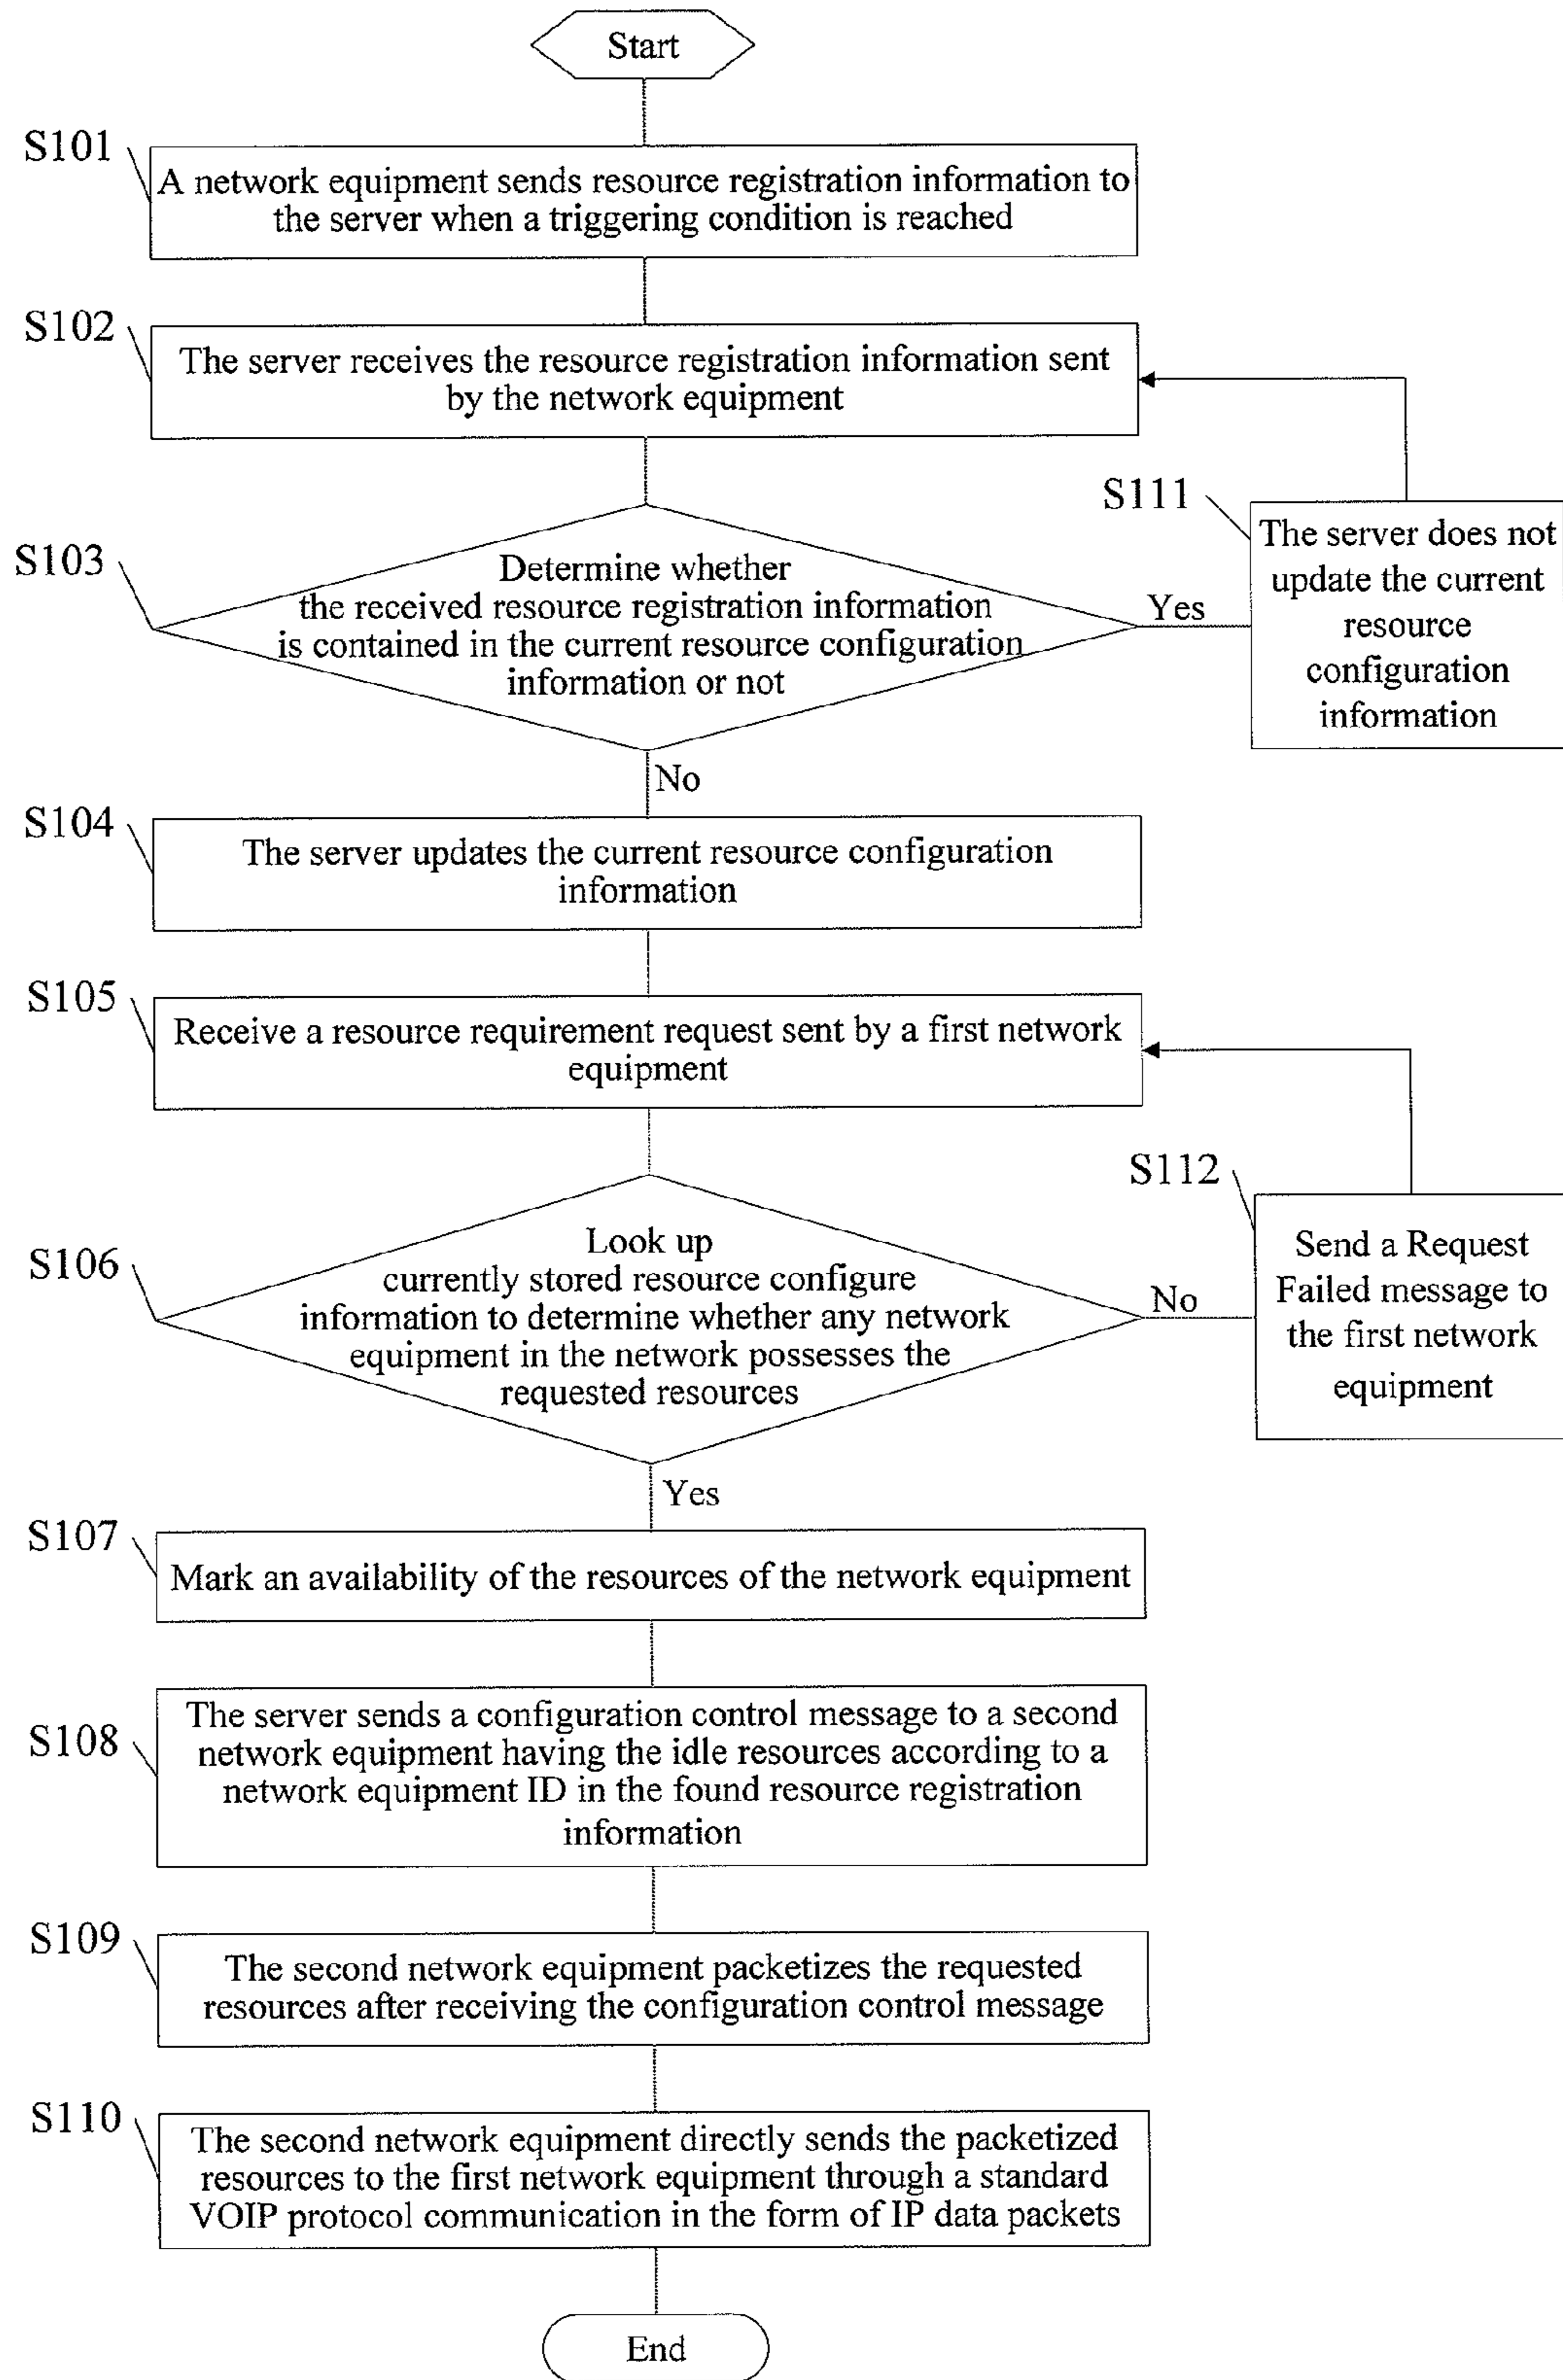 Start
S101
A network equipment sends resource registration information to
the server when a triggering condition is reached
S102
The server receives the resource registration information sent
by the network equipment
S111
The server does not
update the current
resource
configuration
information
S103
Determine whether
the received resource registration information
is contained in the current resource configuration
information or not
Yes
No
S104
The server updates the current resource configuration
information
S105
Receive a resource requirement request sent by a first network
equipment
S112
Send a Request
Failed message to
the first network
equipment
S106
Look up
currently stored resource configure
information to determine whether any network
equipment in the network possesses the
requested resources
No
Yes
S107
Mark an availability of the resources of the network equipment
S108
The server sends a configuration control message to a second
network equipment having the idle resources according to a
network equipment ID in the found resource registration
information
S109
The second network equipment packetizes the requested
resources after receiving the configuration control message
S110
The second network equipment directly sends the packetized
resources to the first network equipment through a standard
VOIP protocol communication in the form of IP data packets
End